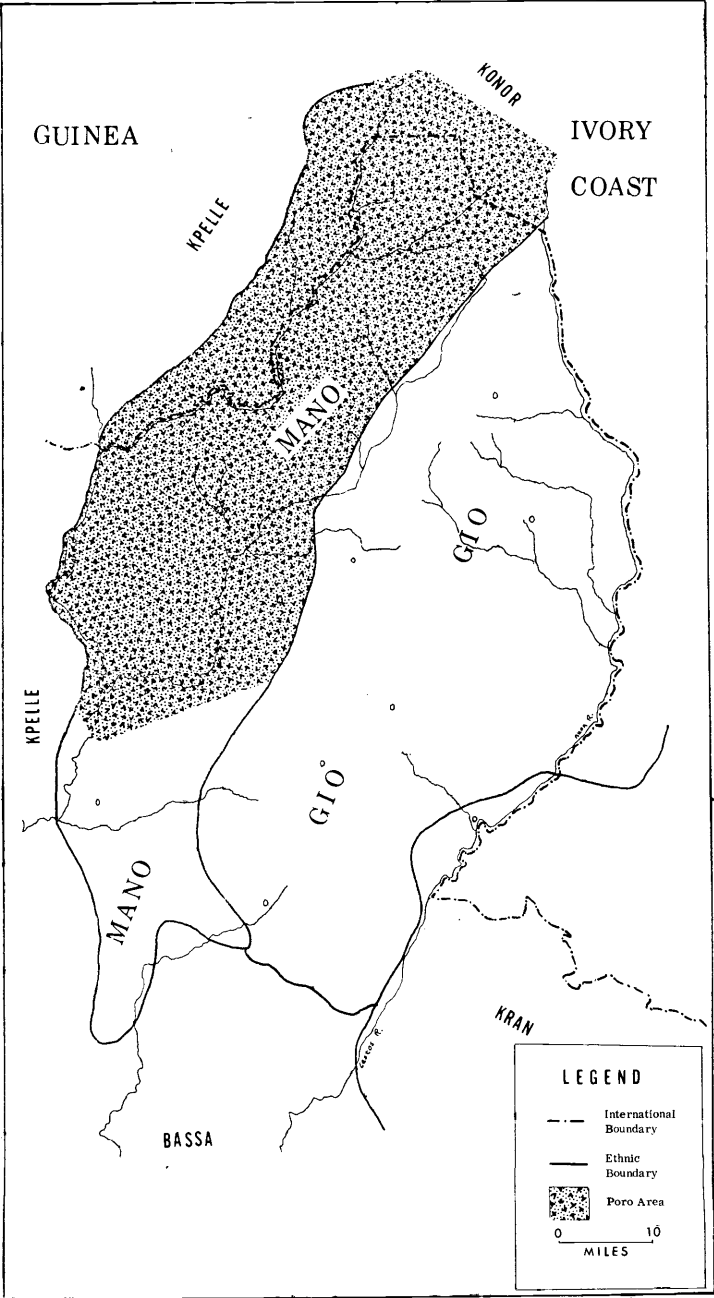 KONOR
GUINEA
IVORY
COAST
KPELLE
MANO
GIO
KPELLE
GIO
MANO
KRAN
CESTOS R.
BASSA
LEGEND
International
Boundary
Ethnic
Boundary
Poro Area
0 10
MILES